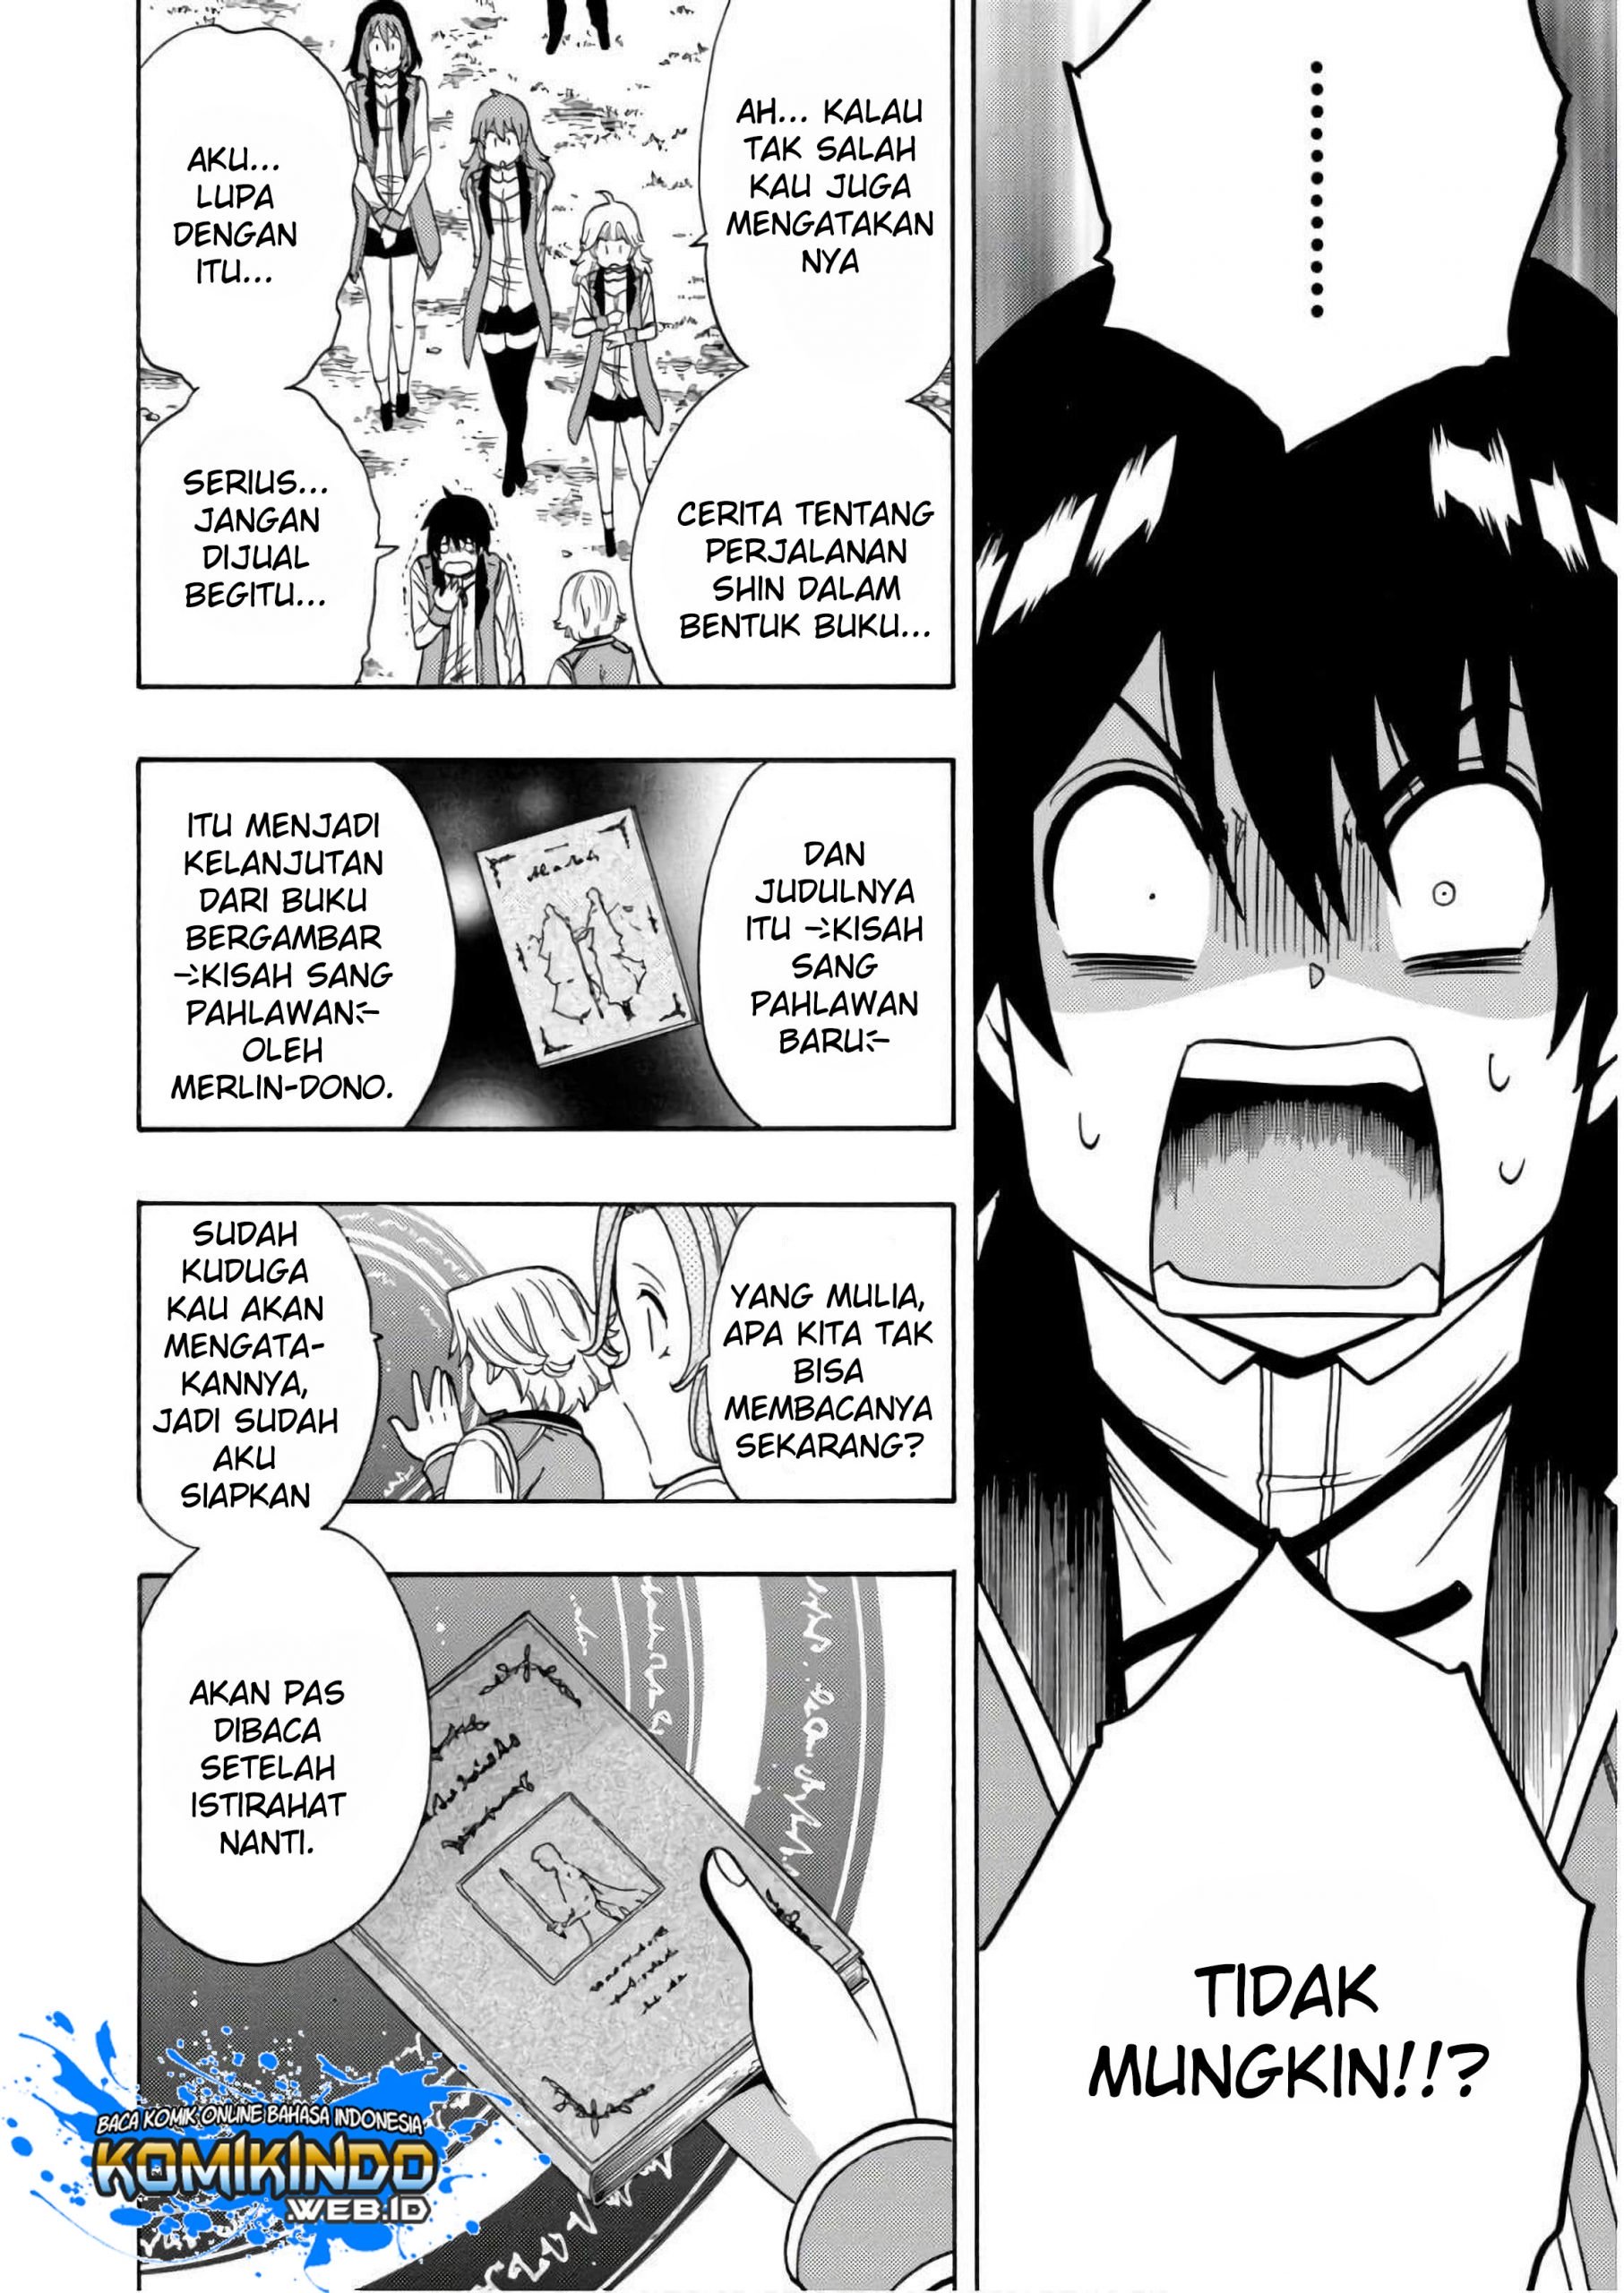 ..............
TIDAK
MUNGKIN!!?
AH... KALAU
TAK SALAH
KAU JUGA
MENGATAKAN
NYA
CERITA TENTANG
PERJALANAN
SHIN DALAM
BENTUK BUKU...
AKU...
LUPA
DENGAN
ITU...
SERIUS...
JANGAN
DIJUAL
BEGITU...
DAN
JUDULNYA
ITU -KISAH
SANG
PAHLAWAN
BARU-
ITU MENJADI
KELANJUTAN
DARI BUKU
BERGAMBAR
-KISAH SANG
PAHLAWAN-
OLEH
MERLIN-DONO.
YANG MULIA,
APA KITA TAK
BISA
MEMBACANYA
SEKARANG?
SUDAH
KUDUGA
KAU AKAN
MENGATA-
KANNYA,
JADI SUDAH
AKU
SIAPKAN
AKAN PAS
DIBACA
SETELAH
ISTIRAHAT
NANTI.
BACA KOMIK ONLINE BAHASA INDONESIA
KOMIKINDO
.WEB.ID